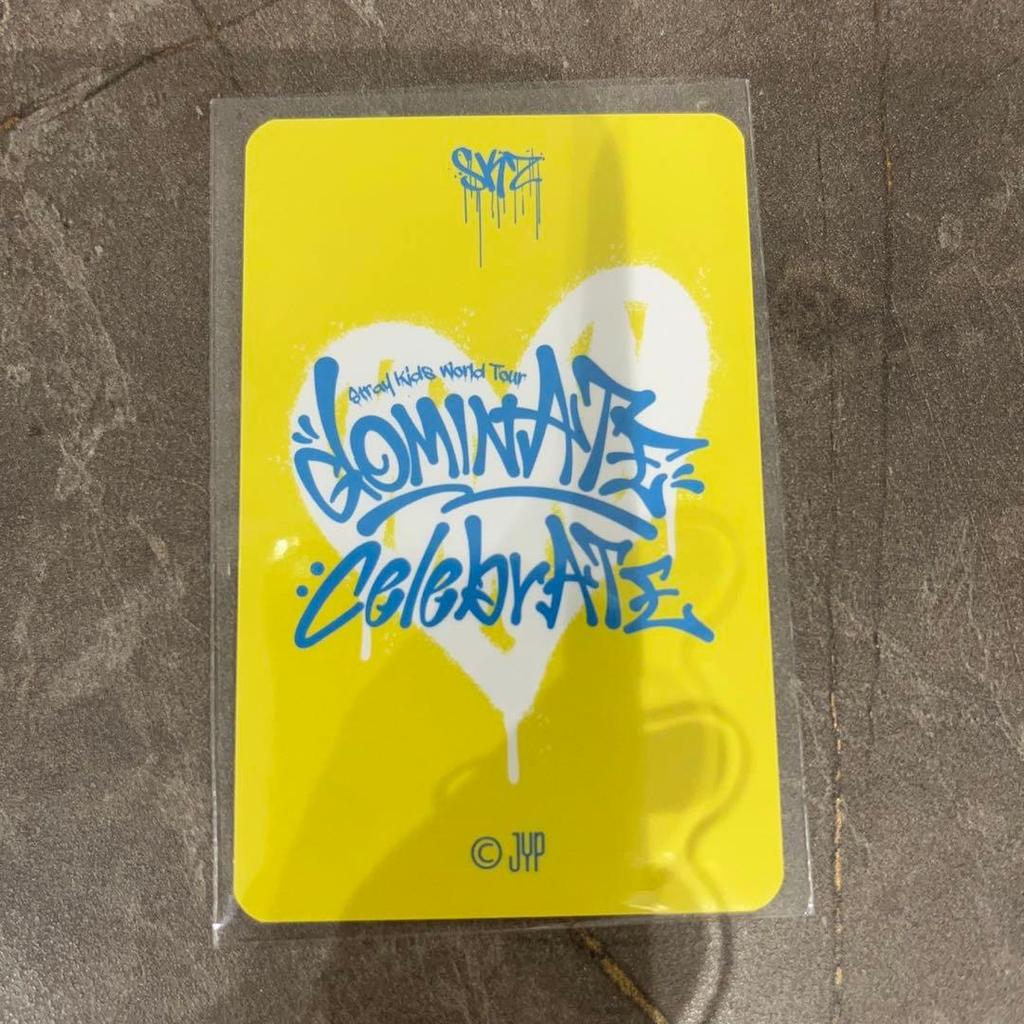 SKZ
Stray Kids World Tour
dOMINATE
CelebrATE
© JYP